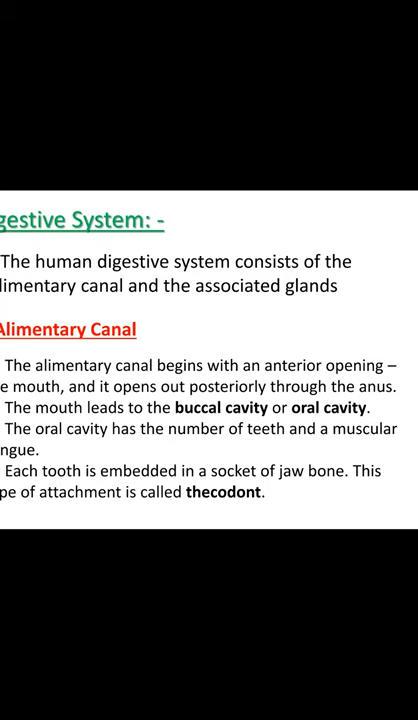 gestive System: -
The human digestive system consists of the
limentary canal and the associated glands
Alimentary Canal
The alimentary canal begins with an anterior opening –
e mouth, and it opens out posteriorly through the anus.
The mouth leads to the buccal cavity or oral cavity.
The oral cavity has the number of teeth and a muscular
ngue.
Each tooth is embedded in a socket of jaw bone. This
pe of attachment is called thecodont.